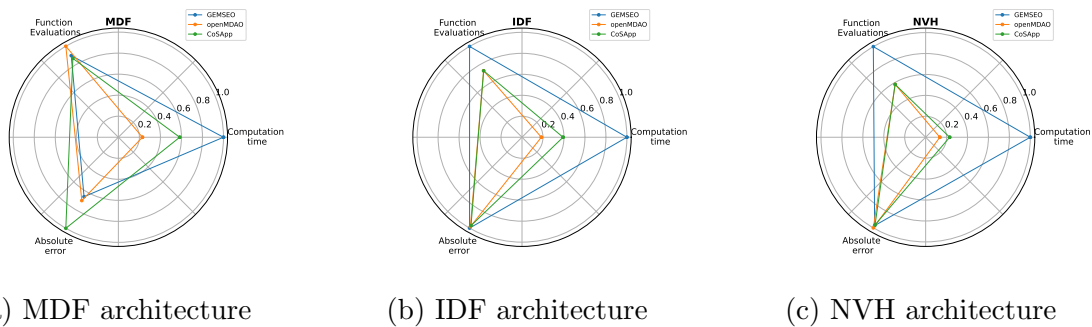 MDF
GEMSEO
openMDAO
CoSApp
Function
Evaluations
1.0
0.8
0.6
0.4
0.2
Computation
time
Absolute
error
IDF
GEMSEO
openMDAO
CoSApp
Function
Evaluations
1.0
0.8
0.6
0.4
0.2
Computation
time
Absolute
error
NVH
GEMSEO
openMDAO
CoSApp
Function
Evaluations
1.0
0.8
0.6
0.4
0.2
Computation
time
Absolute
error
) MDF architecture
(b) IDF architecture
(c) NVH architecture